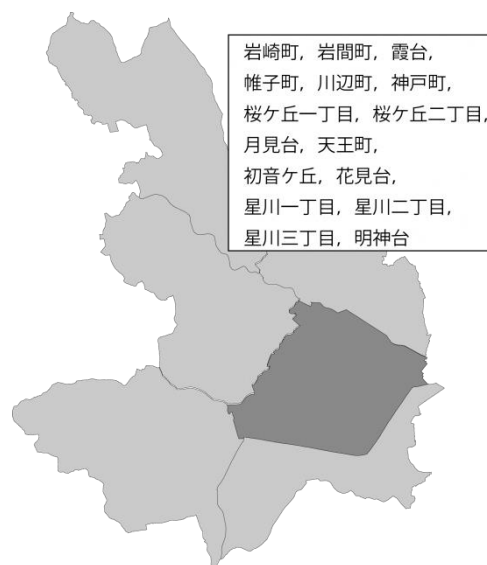 岩崎町，岩間町，霞台，
帷子町，川辺町，神戸町，
桜ケ丘一丁目，桜ケ丘二丁目，
月見台，天王町，
初音ケ丘，花見台，
星川一丁目，星川二丁目，
星川三丁目，明神台